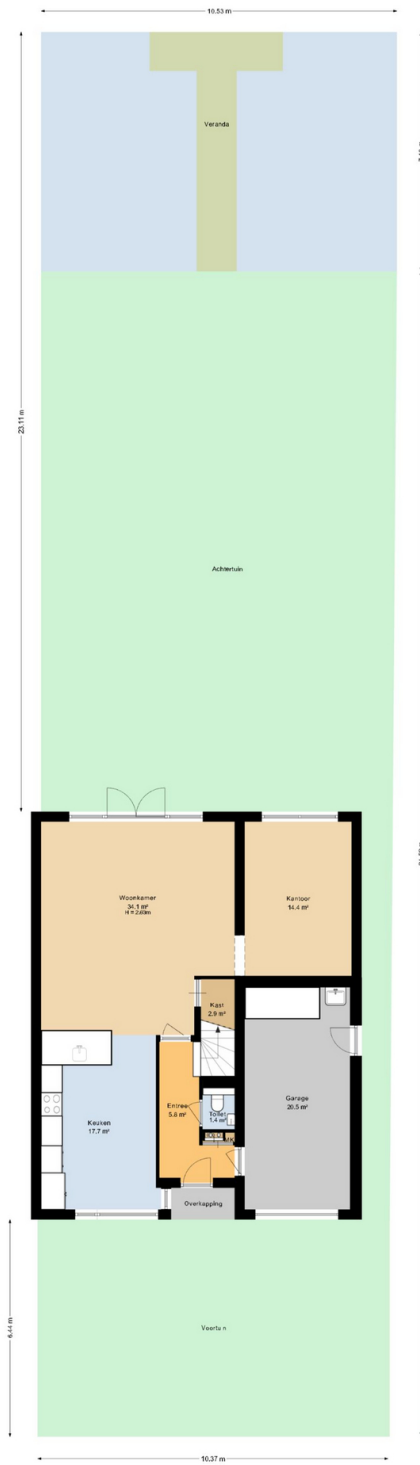 10.53 m
Veranda
23.11 m
Achtertuin
Woonkamer
34,1 m²
H = 2.60m
Kantoor
14.4 m²
Kast
2.9 m²
Keuken
17,7 m²
Entree
5.8 m²
Toilet
1.4 m²
MK
Garage
20,5 m²
Overkapping
6.44 m
Voortuin
10.37 m